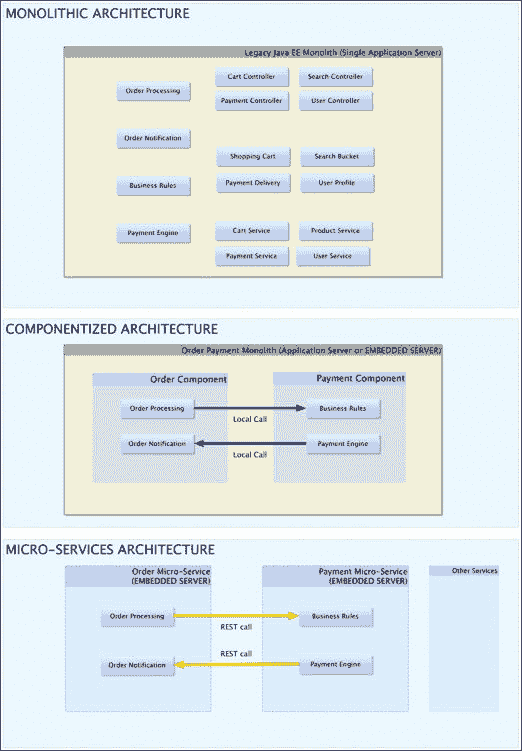 MONOLITHIC ARCHITECTURE
Legacy Java EE Monolith (Single Application Server)
Cart Controller
Search Controller
Order Processing
Payment Controller
User Controller
Order Notification
Shopping Cart
Search Bucket
Business Rules
Payment Delivery
User Profile
Payment Engine
Cart Service
Product Service
Payment Service
User Service
COMPONENTIZED ARCHITECTURE
Order Payment Monolith (Application Server or EMBEDDED SERVER)
Order Component
Payment Component
Order Processing
Business Rules
Local Call
Order Notification
Payment Engine
Local Call
MICRO-SERVICES ARCHITECTURE
Order Micro-Service
(EMBEDDED SERVER)
Payment Micro-Service
(EMBEDDED SERVER)
Other Services
Order Processing
Business Rules
REST call
REST call
Order Notification
Payment Engine